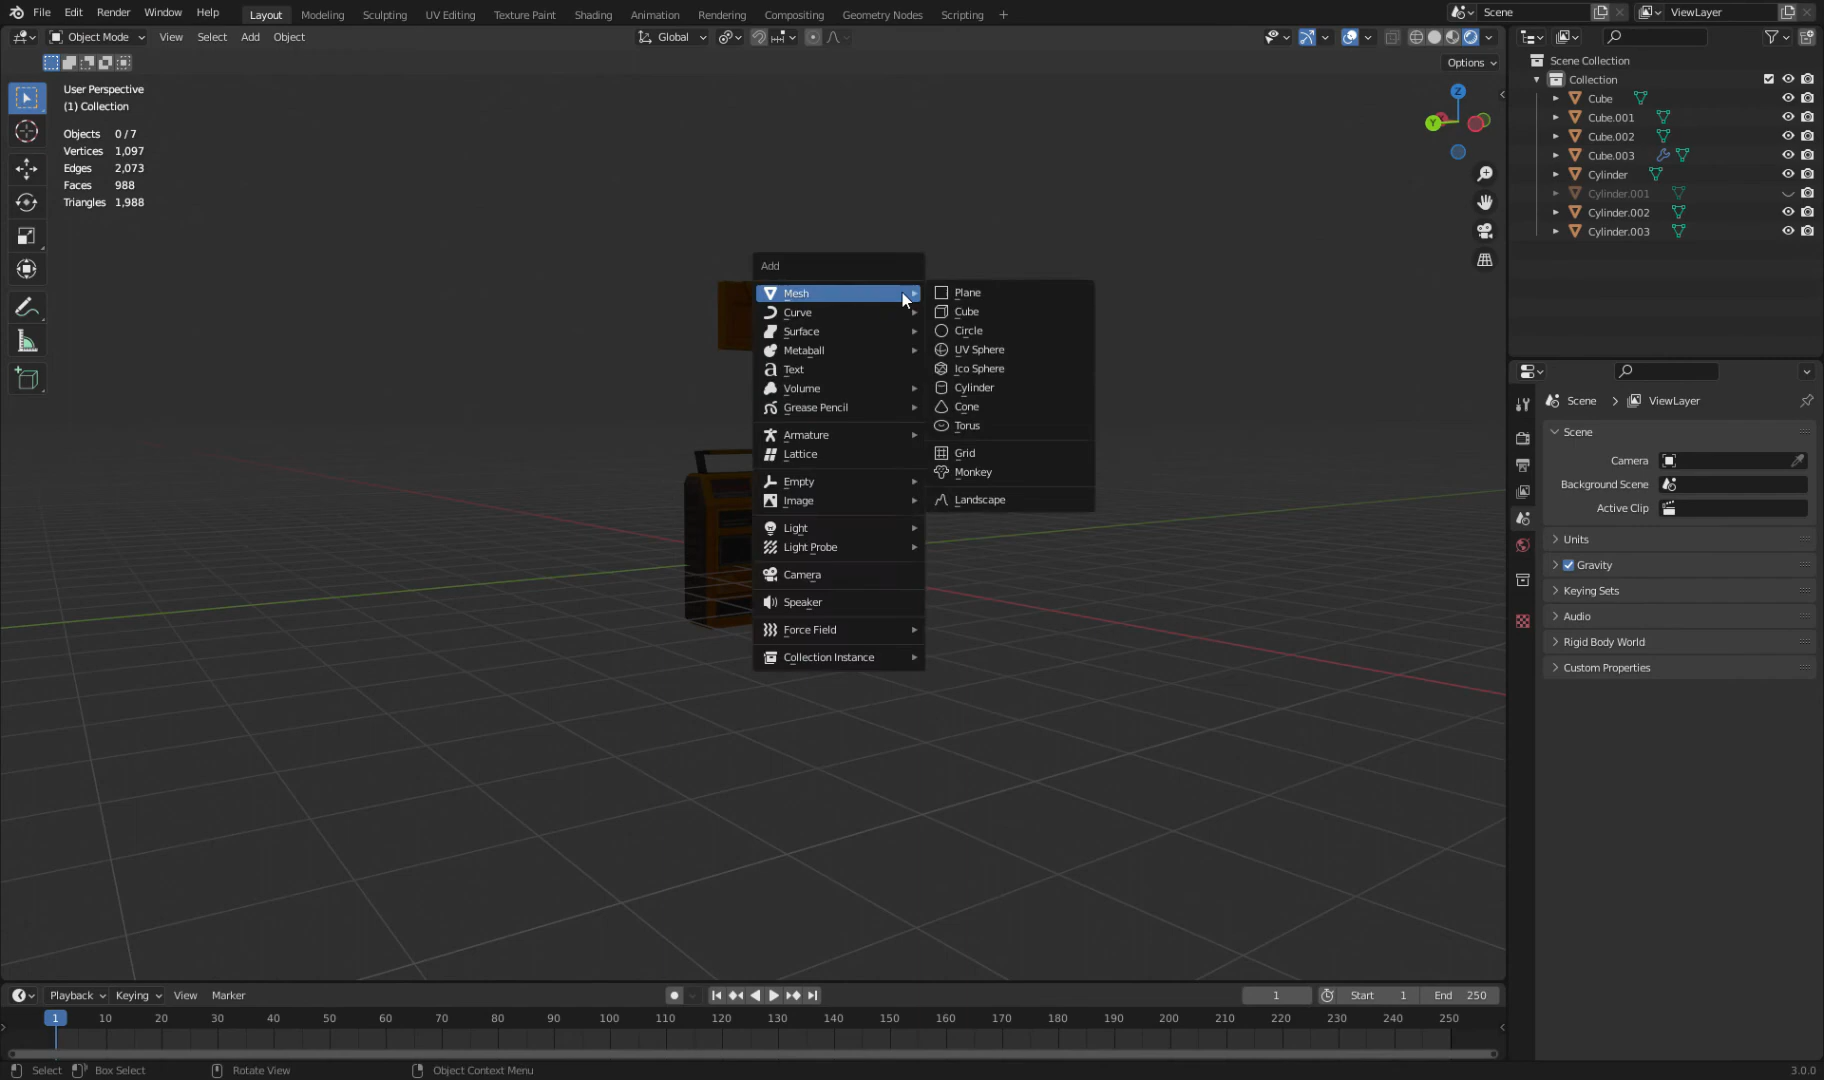 File Edit Render Window Help Layout Modeling Sculpting UV Editing Texture Paint Shading Animation Rendering Compositing Geometry Nodes Scripting + Scene ViewLayer
Object Mode View Select Add Object Global
Options
User Perspective
(1) Collection
Objects 0 / 7
Vertices 1,097
Edges 2,073
Faces 988
Triangles 1,988
Z
Y
Add
Mesh
Curve
Surface
Metaball
Text
Volume
Grease Pencil
Armature
Lattice
Empty
Image
Light
Light Probe
Camera
Speaker
Force Field
Collection Instance
Plane
Cube
Circle
UV Sphere
Ico Sphere
Cylinder
Cone
Torus
Grid
Monkey
Landscape
Scene Collection
Collection
Cube
Cube.001
Cube.002
Cube.003
Cylinder
Cylinder.001
Cylinder.002
Cylinder.003
Scene > ViewLayer
Scene
Camera
Background Scene
Active Clip
Units
Gravity
Keying Sets
Audio
Rigid Body World
Custom Properties
Playback Keying View Marker 1 Start 1 End 250
1 10 20 30 40 50 60 70 80 90 100 110 120 130 140 150 160 170 180 190 200 210 220 230 240 250
Select Box Select Rotate View Object Context Menu 3.0.0